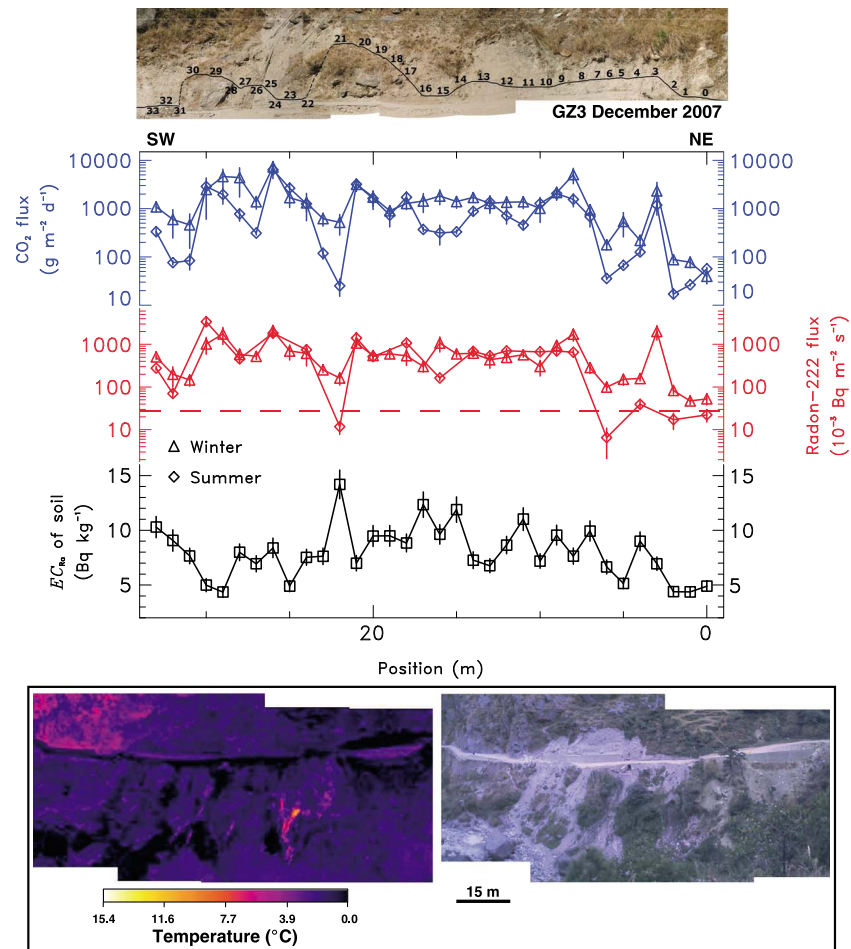 21 20 19 18 17
30 29 28 27 26 25 24 23 22 16 15 14 13 12 11 10 9 8 7 6 5 4 3 2 1 0
33 32 31
GZ3 December 2007
SW NE
10000 10000
1000 1000
100 100
10 10
CO₂ flux
(g m⁻² d⁻¹)
1000 1000
100 100
10 10
Radon−222 flux
(10⁻³ Bq m⁻² s⁻¹)
Winter
Summer
15 15
10 10
5 5
EC_Ra of soil
(Bq kg⁻¹)
20 0
Position (m)
15 m
15.4 11.6 7.7 3.9 0.0
Temperature (°C)